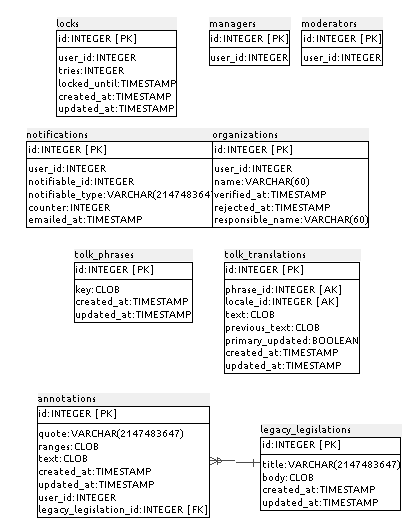 locks
id:INTEGER [PK]
user_id:INTEGER
tries:INTEGER
locked_until:TIMESTAMP
created_at:TIMESTAMP
updated_at:TIMESTAMP
managers
id:INTEGER [PK]
user_id:INTEGER
moderators
id:INTEGER [PK]
user_id:INTEGER
notifications
id:INTEGER [PK]
user_id:INTEGER
notifiable_id:INTEGER
notifiable_type:VARCHAR(214748364
counter:INTEGER
emailed_at:TIMESTAMP
organizations
id:INTEGER [PK]
user_id:INTEGER
name:VARCHAR(60)
verified_at:TIMESTAMP
rejected_at:TIMESTAMP
responsible_name:VARCHAR(60)
tolk_phrases
id:INTEGER [PK]
key:CLOB
created_at:TIMESTAMP
updated_at:TIMESTAMP
tolk_translations
id:INTEGER [PK]
phrase_id:INTEGER [AK]
locale_id:INTEGER [AK]
text:CLOB
previous_text:CLOB
primary_updated:BOOLEAN
created_at:TIMESTAMP
updated_at:TIMESTAMP
annotations
id:INTEGER [PK]
quote:VARCHAR(2147483647)
ranges:CLOB
text:CLOB
created_at:TIMESTAMP
updated_at:TIMESTAMP
user_id:INTEGER
legacy_legislation_id:INTEGER [FK]
legacy_legislations
id:INTEGER [PK]
title:VARCHAR(2147483647)
body:CLOB
created_at:TIMESTAMP
updated_at:TIMESTAMP